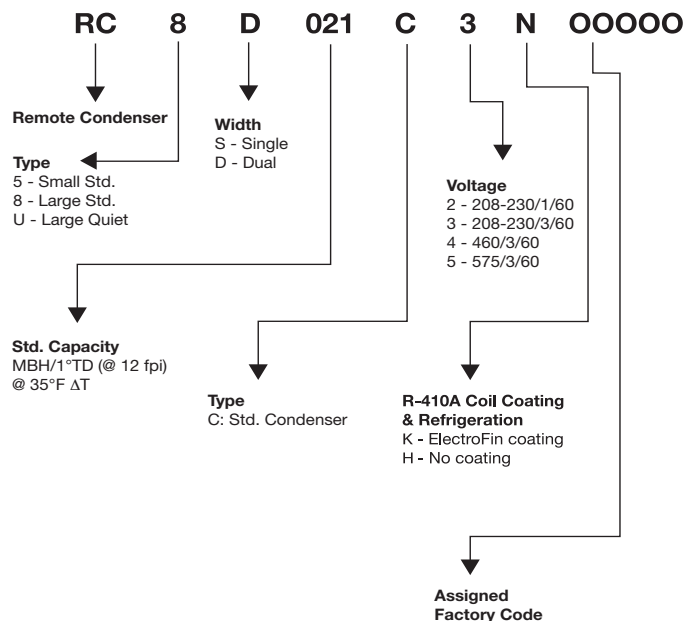 RC 8 D 021 C 3 N OOOOO
Remote Condenser
Type
5 - Small Std.
8 - Large Std.
U - Large Quiet
Width
S - Single
D - Dual
Voltage
2 - 208-230/1/60
3 - 208-230/3/60
4 - 460/3/60
5 - 575/3/60
Std. Capacity
MBH/1°TD (@ 12 fpi)
@ 35°F ΔT
Type
C: Std. Condenser
R-410A Coil Coating
& Refrigeration
K - ElectroFin coating
H - No coating
Assigned
Factory Code